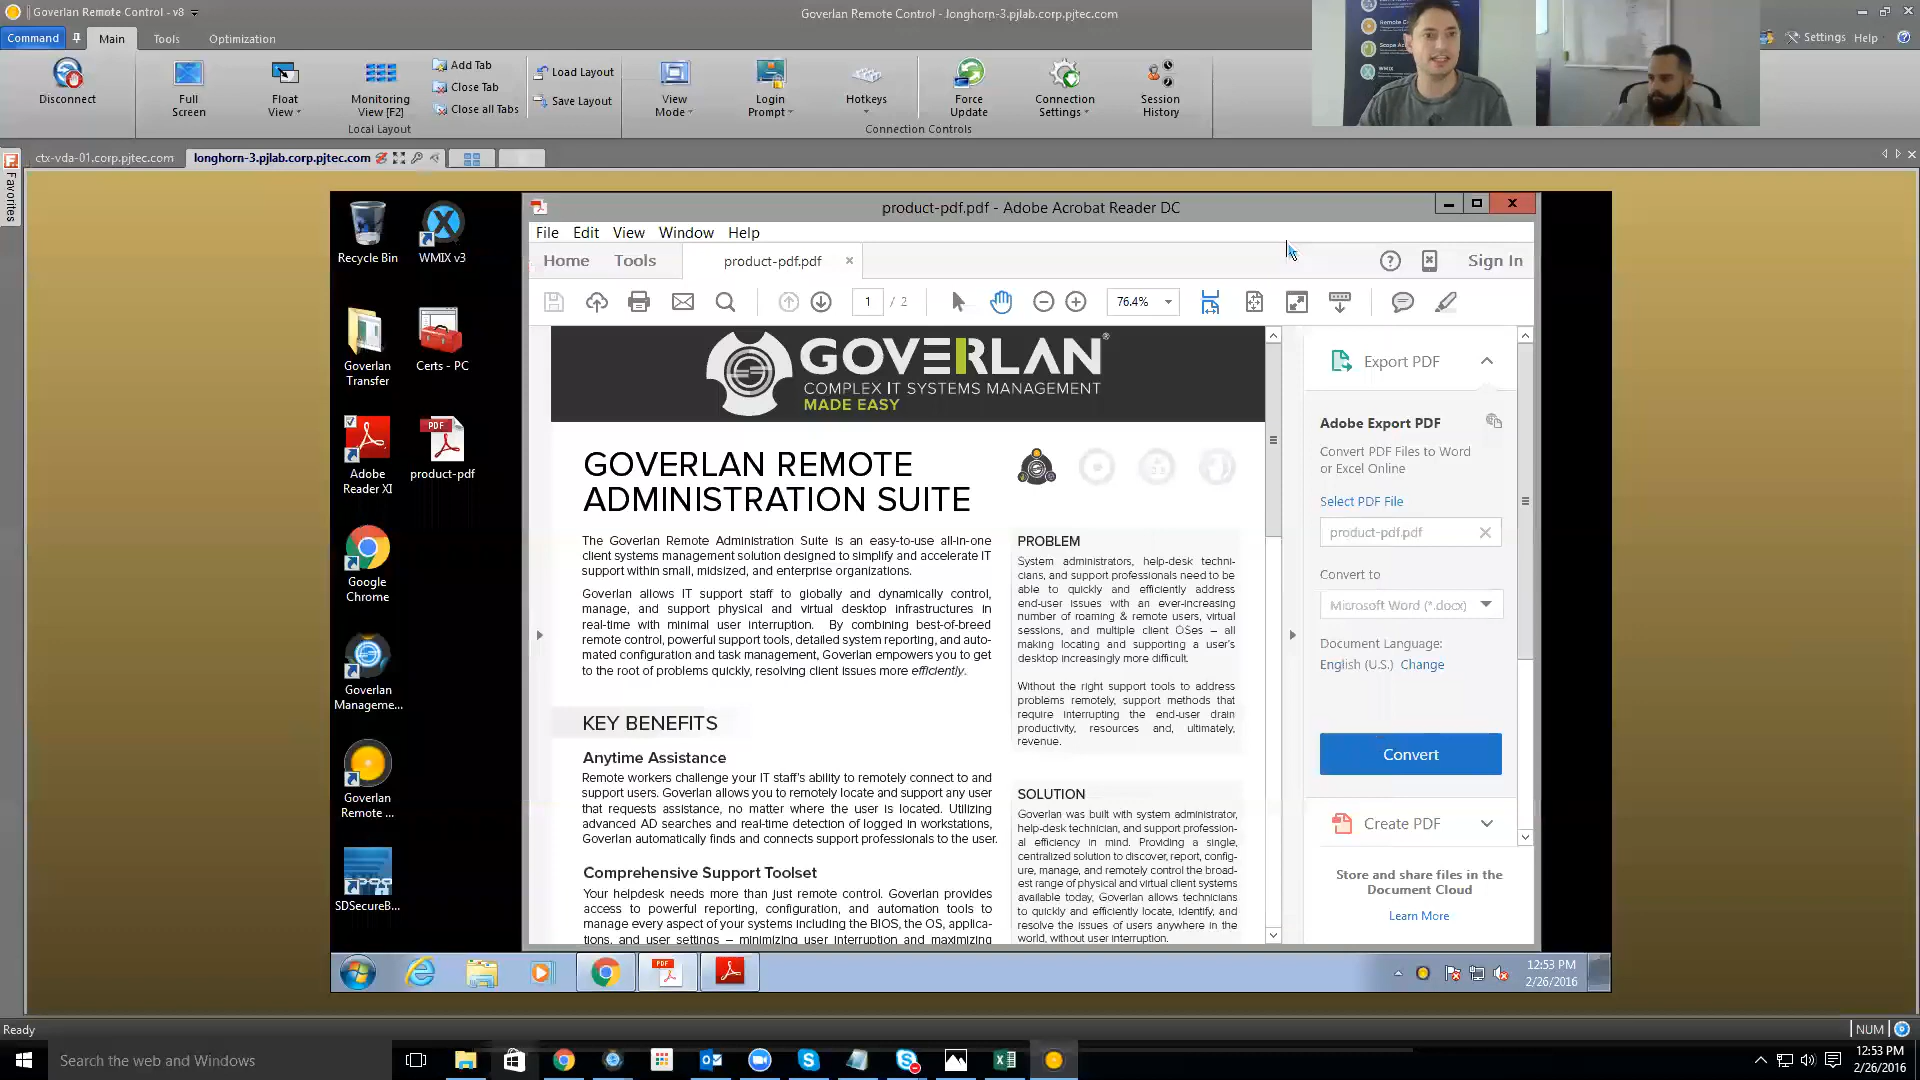 Goverlan Remote Control - v8
Goverlan Remote Control - longhorn-3.pjlab.corp.pjtec.com
Command
Main
Tools
Optimization
Settings
Help
Disconnect
Full
Screen
Float
View
Monitoring
View [F2]
Add Tab
Close Tab
Close all Tabs
Load Layout
Save Layout
Local Layout
View
Mode
Login
Prompt
Hotkeys
Force
Update
Connection
Settings
Session
History
Connection Controls
Favorites
ctx-vda-01.corp.pjtec.com
longhorn-3.pjlab.corp.pjtec.com
Recycle Bin
WMIX v3
Goverlan
Transfer
Certs - PC
Adobe
Reader XI
PDF
product-pdf
Google
Chrome
Goverlan
Manageme...
Goverlan
Remote ...
SDSecureB...
product-pdf.pdf - Adobe Acrobat Reader DC
File Edit View Window Help
Home
Tools
product-pdf.pdf
Sign In
1 / 2
76.4%
GOVERLAN®
COMPLEX IT SYSTEMS MANAGEMENT
MADE EASY
GOVERLAN REMOTE
ADMINISTRATION SUITE
The Goverlan Remote Administration Suite is an easy-to-use all-in-one
client systems management solution designed to simplify and accelerate IT
support within small, midsized, and enterprise organizations.
Goverlan allows IT support staff to globally and dynamically control,
manage, and support physical and virtual desktop infrastructures in
real-time with minimal user interruption. By combining best-of-breed
remote control, powerful support tools, detailed system reporting, and auto-
mated configuration and task management, Goverlan empowers you to get
to the root of problems quickly, resolving client issues more efficiently.
KEY BENEFITS
Anytime Assistance
Remote workers challenge your IT staff's ability to remotely connect to and
support users. Goverlan allows you to remotely locate and support any user
that requests assistance, no matter where the user is located. Utilizing
advanced AD searches and real-time detection of logged in workstations,
Goverlan automatically finds and connects support professionals to the user.
Comprehensive Support Toolset
Your helpdesk needs more than just remote control. Goverlan provides
access to powerful reporting, configuration, and automation tools to
manage every aspect of your systems including the BIOS, the OS, applica-
tions, and user settings – minimizing user interruption and maximizing
PROBLEM
System administrators, help-desk techni-
cians, and support professionals need to be
able to quickly and efficiently address
end-user issues with an ever-increasing
number of roaming & remote users, virtual
sessions, and multiple client OSes – all
making locating and supporting a user's
desktop increasingly more difficult.
Without the right support tools to address
problems remotely, support methods that
require interrupting the end-user drain
productivity, resources and, ultimately,
revenue.
SOLUTION
Goverlan was built with system administrator,
help-desk technician, and support profession-
al efficiency in mind. Providing a single,
centralized solution to discover, report, config-
ure, manage, and remotely control the broad-
est range of physical and virtual client systems
available today, Goverlan allows technicians
to quickly and efficiently locate, identify, and
resolve the issues of users anywhere in the
world, without user interruption.
Export PDF
Adobe Export PDF
Convert PDF Files to Word
or Excel Online
Select PDF File
product-pdf.pdf
Convert to
Microsoft Word (*.docx)
Document Language:
English (U.S.) Change
Convert
Create PDF
Store and share files in the
Document Cloud
Learn More
PDF
12:53 PM
2/26/2016
Ready
NUM
Search the web and Windows
12:53 PM
2/26/2016